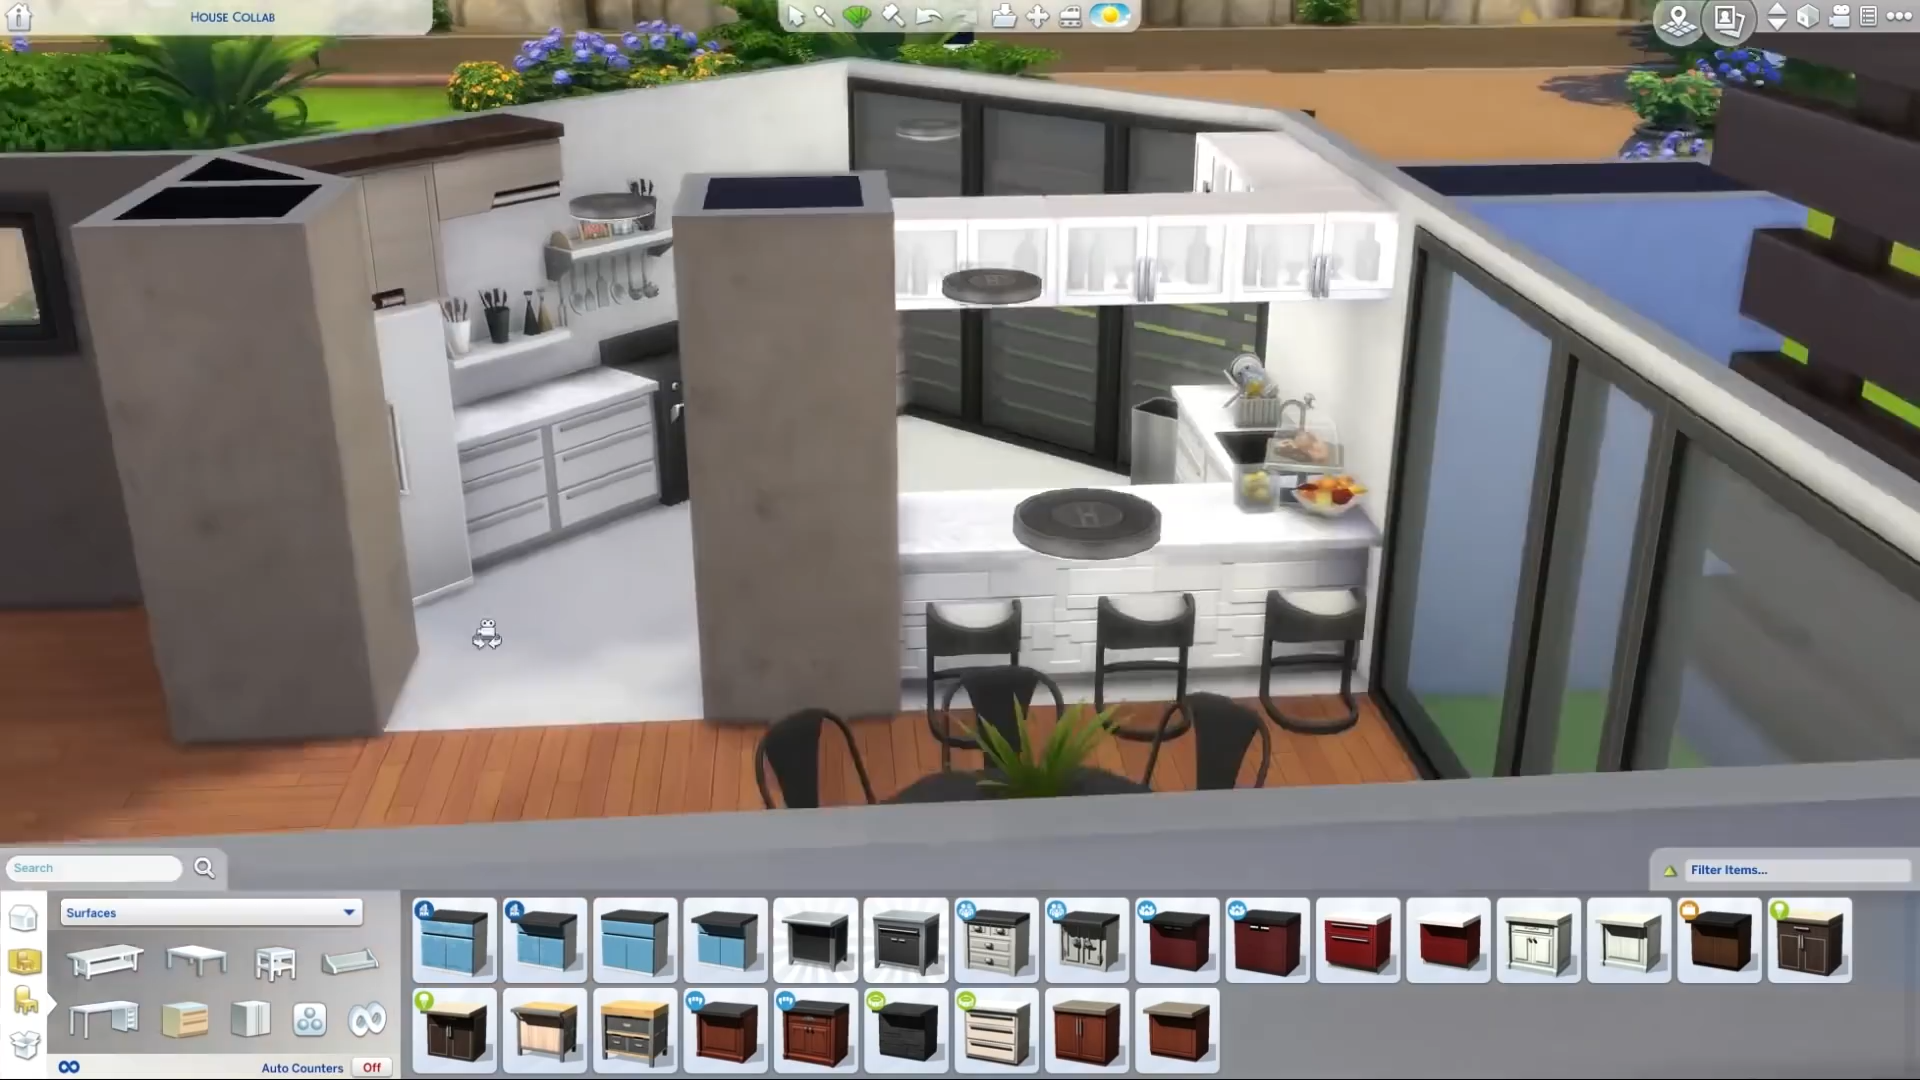 HOUSE COLLAB
H
H
Search
Filter Items...
Surfaces
Auto Counters
Off